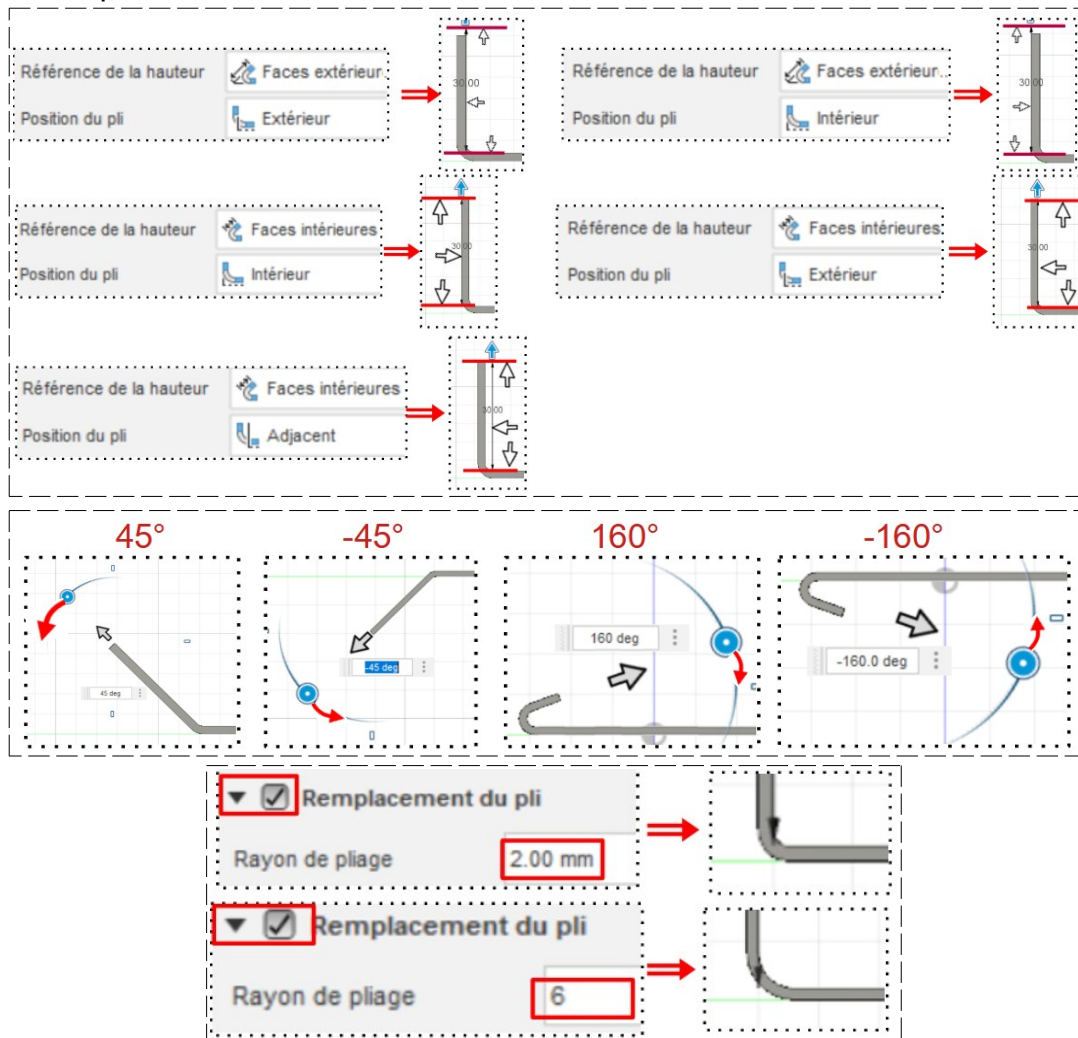 Référence de la hauteur Faces extérieur.. 30.00
Position du pli Extérieur
Référence de la hauteur Faces extérieur... 30.00
Position du pli Intérieur
Référence de la hauteur Faces intérieures 30.00
Position du pli Intérieur
Référence de la hauteur Faces intérieures 30.00
Position du pli Extérieur
Référence de la hauteur Faces intérieures 30.00
Position du pli Adjacent
45° -45° 160° -160°
45 deg
-45 deg
160 deg
-160.0 deg
Remplacement du pli
Rayon de pliage 2.00 mm
Remplacement du pli
Rayon de pliage 6